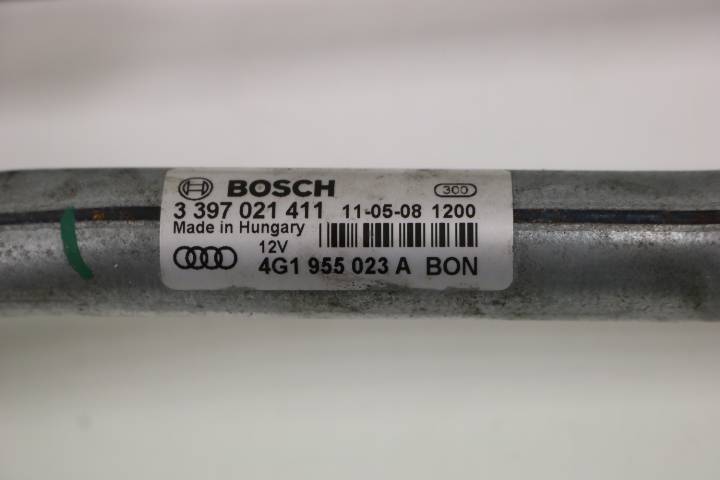 BOSCH 300
3 397 021 411 11-05-08 1200
Made in Hungary
12V
4G1 955 023 A BON